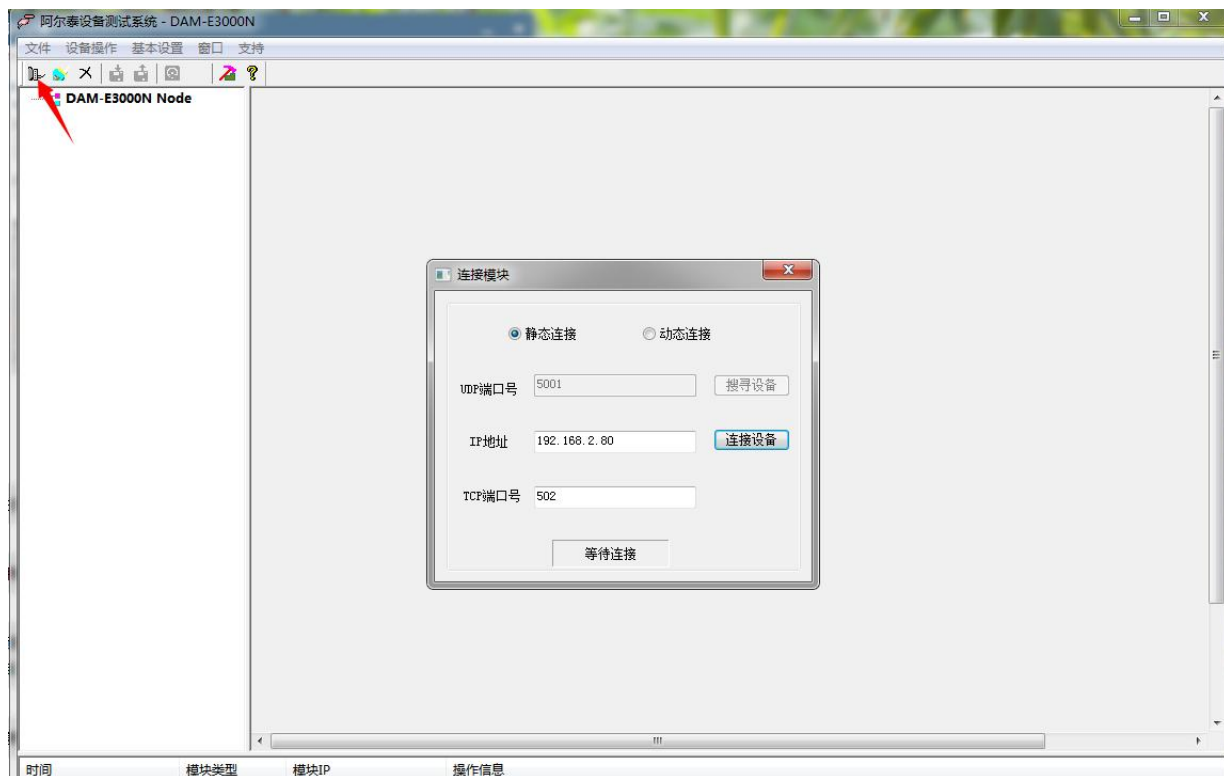 阿尔泰设备测试系统 - DAM-E3000N
文件 设备操作 基本设置 窗口 支持
DAM-E3000N Node
连接模块
静态连接 动态连接
UDP端口号 5001 搜寻设备
IP地址 192.168.2.80 连接设备
TCP端口号 502
等待连接
时间 模块类型 模块IP 操作信息